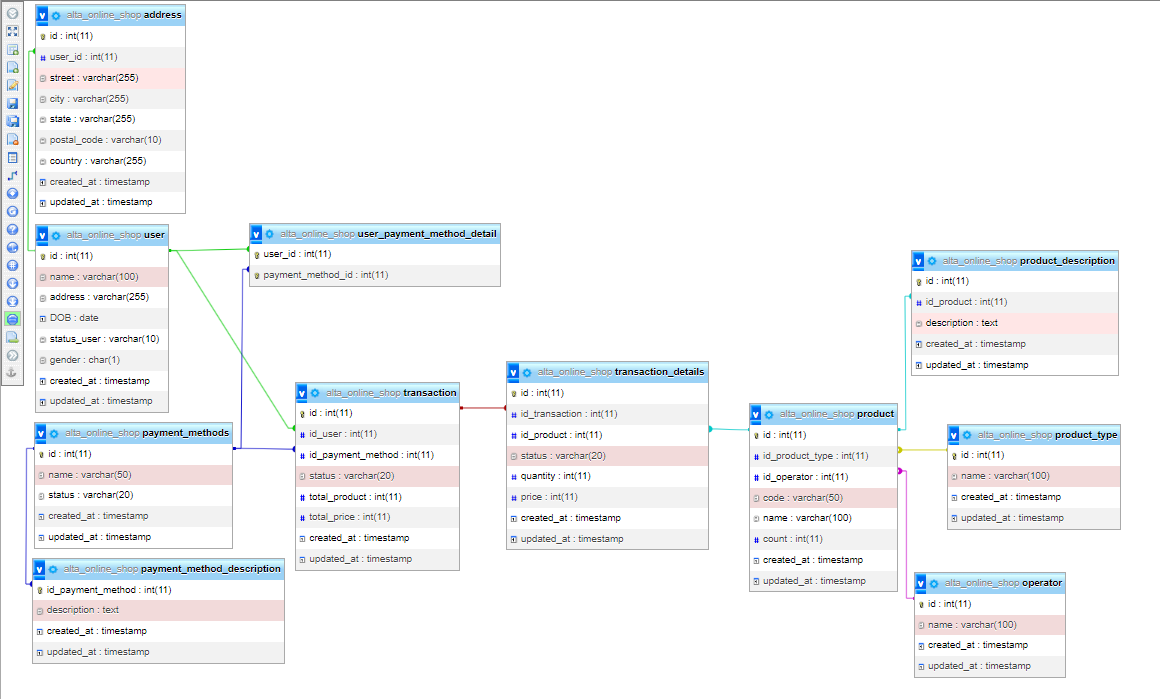 alta_online_shop address
id : int(11)
user_id : int(11)
street : varchar(255)
city : varchar(255)
state : varchar(255)
postal_code : varchar(10)
country : varchar(255)
created_at : timestamp
updated_at : timestamp
alta_online_shop user
id : int(11)
name : varchar(100)
address : varchar(255)
DOB : date
status_user : varchar(10)
gender : char(1)
created_at : timestamp
updated_at : timestamp
alta_online_shop user_payment_method_detail
user_id : int(11)
payment_method_id : int(11)
alta_online_shop payment_methods
id : int(11)
name : varchar(50)
status : varchar(20)
created_at : timestamp
updated_at : timestamp
alta_online_shop payment_method_description
id_payment_method : int(11)
description : text
created_at : timestamp
updated_at : timestamp
alta_online_shop transaction
id : int(11)
id_user : int(11)
id_payment_method : int(11)
status : varchar(20)
total_product : int(11)
total_price : int(11)
created_at : timestamp
updated_at : timestamp
alta_online_shop transaction_details
id : int(11)
id_transaction : int(11)
id_product : int(11)
status : varchar(20)
quantity : int(11)
price : int(11)
created_at : timestamp
updated_at : timestamp
alta_online_shop product
id : int(11)
id_product_type : int(11)
id_operator : int(11)
code : varchar(50)
name : varchar(100)
count : int(11)
created_at : timestamp
updated_at : timestamp
alta_online_shop product_description
id : int(11)
id_product : int(11)
description : text
created_at : timestamp
updated_at : timestamp
alta_online_shop product_type
id : int(11)
name : varchar(100)
created_at : timestamp
updated_at : timestamp
alta_online_shop operator
id : int(11)
name : varchar(100)
created_at : timestamp
updated_at : timestamp